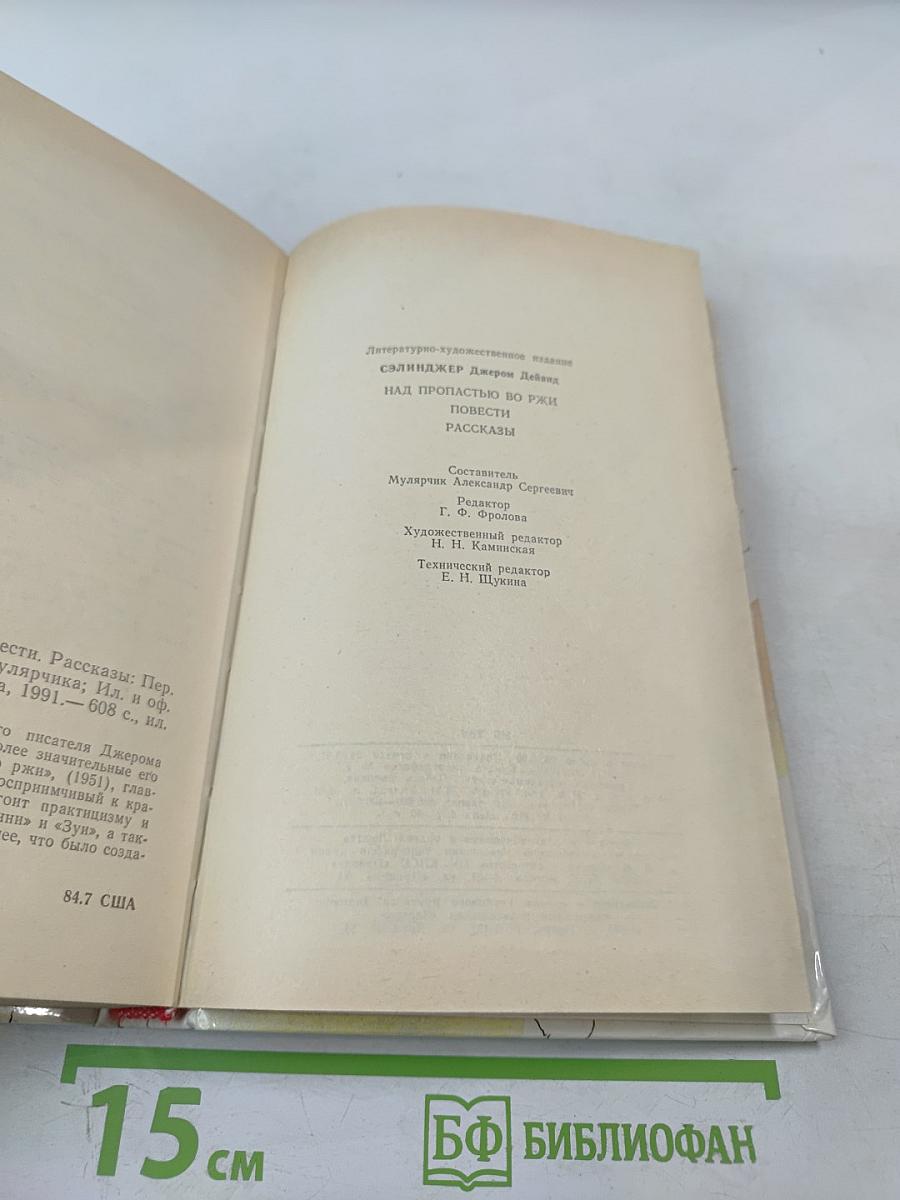 ести. Рассказы: Пер.
улярчика; Ил. и оф.
а, 1991.— 608 с., ил.
го писателя Джерома
олее значительные его
о ржи», (1951), глав-
осприимчивый к кра-
тоит практицизму и
нни» и «Зуи», а так-
ее, что было созда-
84.7 США
Литературно-художественное издание
СЭЛИНДЖЕР Джером Дейвид
НАД ПРОПАСТЬЮ ВО РЖИ
ПОВЕСТИ
РАССКАЗЫ
Составитель
Мулярчик Александр Сергеевич
Редактор
Г. Ф. Фролова
Художественный редактор
Н. Н. Каминская
Технический редактор
Е. Н. Щукина
15 см
БФ БИБЛИОФАН